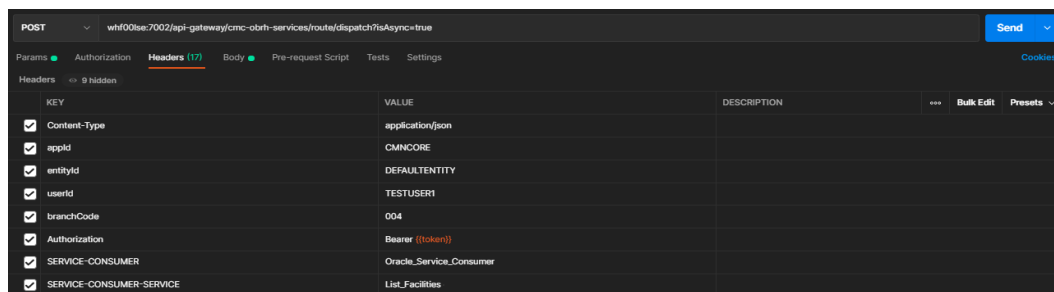 POST whf00lse:7002/api-gateway/cmc-obrh-services/route/dispatch?isAsync=true Send
Params Authorization Headers (17) Body Pre-request Script Tests Settings Cookies
Headers 9 hidden
KEY VALUE DESCRIPTION ooo Bulk Edit Presets
Content-Type application/json
appId CMNCORE
entityId DEFAULTENTITY
userId TESTUSER1
branchCode 004
Authorization Bearer {{token}}
SERVICE-CONSUMER Oracle_Service_Consumer
SERVICE-CONSUMER-SERVICE List_Facilities